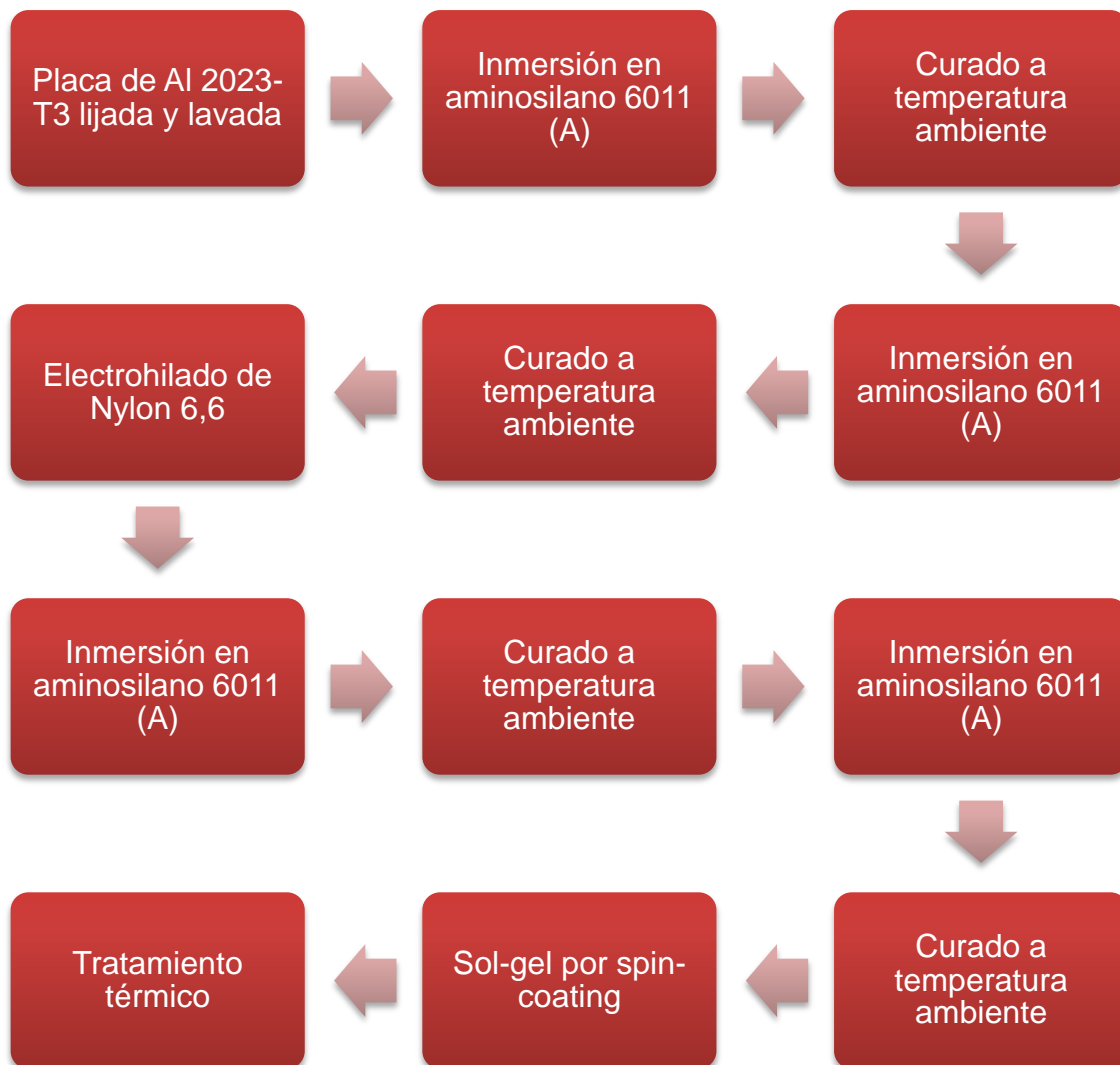 Placa de Al 2023-
T3 lijada y lavada
Inmersión en
aminosilano 6011
(A)
Curado a
temperatura
ambiente
Inmersión en
aminosilano 6011
(A)
Curado a
temperatura
ambiente
Electrohilado de
Nylon 6,6
Inmersión en
aminosilano 6011
(A)
Curado a
temperatura
ambiente
Inmersión en
aminosilano 6011
(A)
Curado a
temperatura
ambiente
Sol-gel por spin-
coating
Tratamiento
térmico